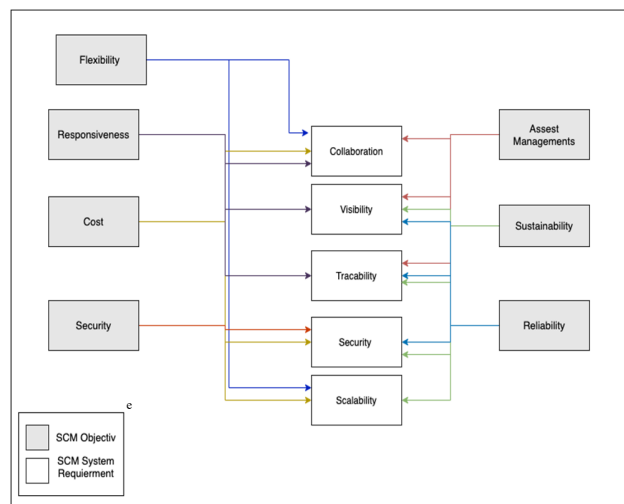 Flexibility
Responsiveness
Collaboration
Assest
Managements
Visibility
Cost
Sustainability
Tracability
Security
Security
Reliability
Scalability
e
SCM Objectiv
SCM System
Requierment